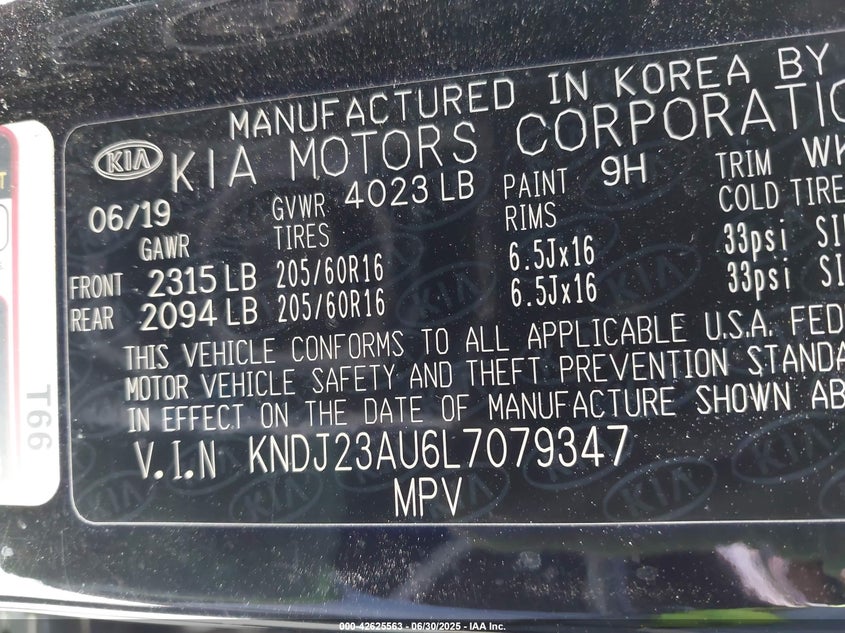 MANUFACTURED IN KOREA BY
KIA KIA MOTORS CORPORATIO
06/19 GVWR 4023 LB PAINT 9H TRIM WK
GAWR TIRES RIMS COLD TIRE
FRONT 2315 LB 205/60R16 6.5Jx16 33psi SI
REAR 2094 LB 205/60R16 6.5Jx16 33psi SI
THIS VEHICLE CONFORMS TO ALL APPLICABLE U.S.A. FED
MOTOR VEHICLE SAFETY AND THEFT PREVENTION STANDA
IN EFFECT ON THE DATE OF MANUFACTURE SHOWN AB
V.I.N KNDJ23AU6L7079347
MPV
T66
000-42625563 - 06/30/2025 - IAA Inc.